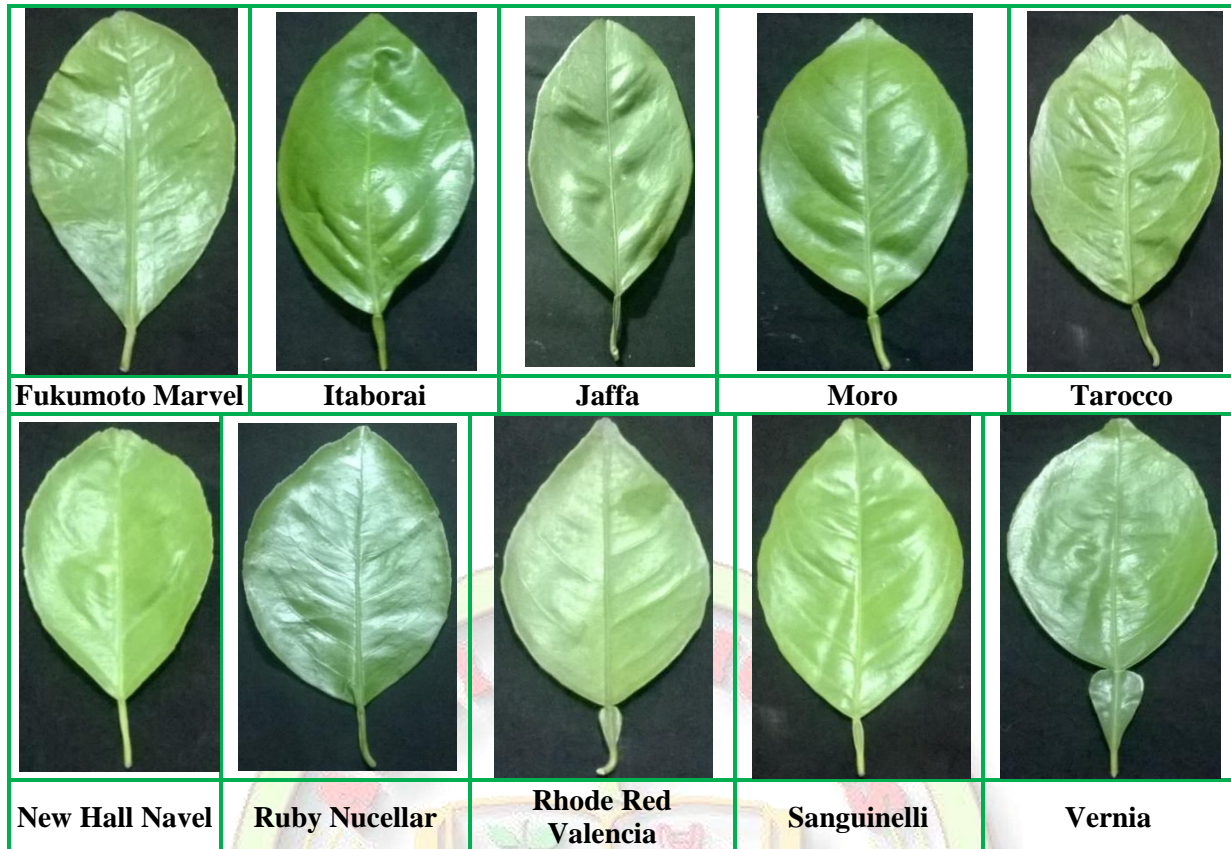 Fukumoto Marvel
Itaborai
Jaffa
Moro
Tarocco
New Hall Navel
Ruby Nucellar
Rhode Red
Valencia
Sanguinelli
Vernia